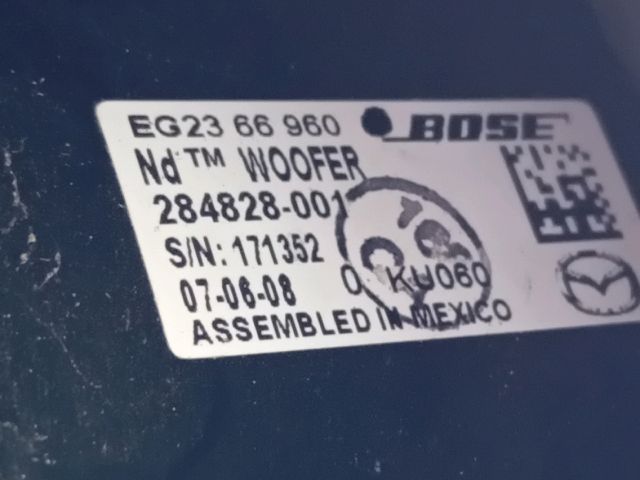 EG23 66 960 BOSE
Nd™ WOOFER
284828-001
S/N: 171352
07-06-08 0 KU060
ASSEMBLED IN MEXICO